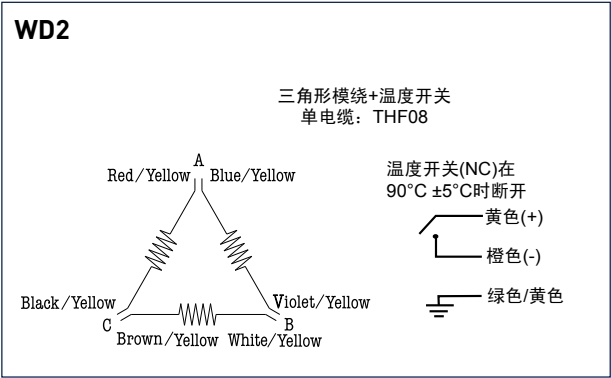 WD2
三角形模绕+温度开关
单电缆：THF08
A
Red/Yellow Blue/Yellow
温度开关(NC)在
90°C ±5°C时断开
黄色(+)
橙色(-)
绿色/黄色
Black/Yellow Violet/Yellow
C B
Brown/Yellow White/Yellow